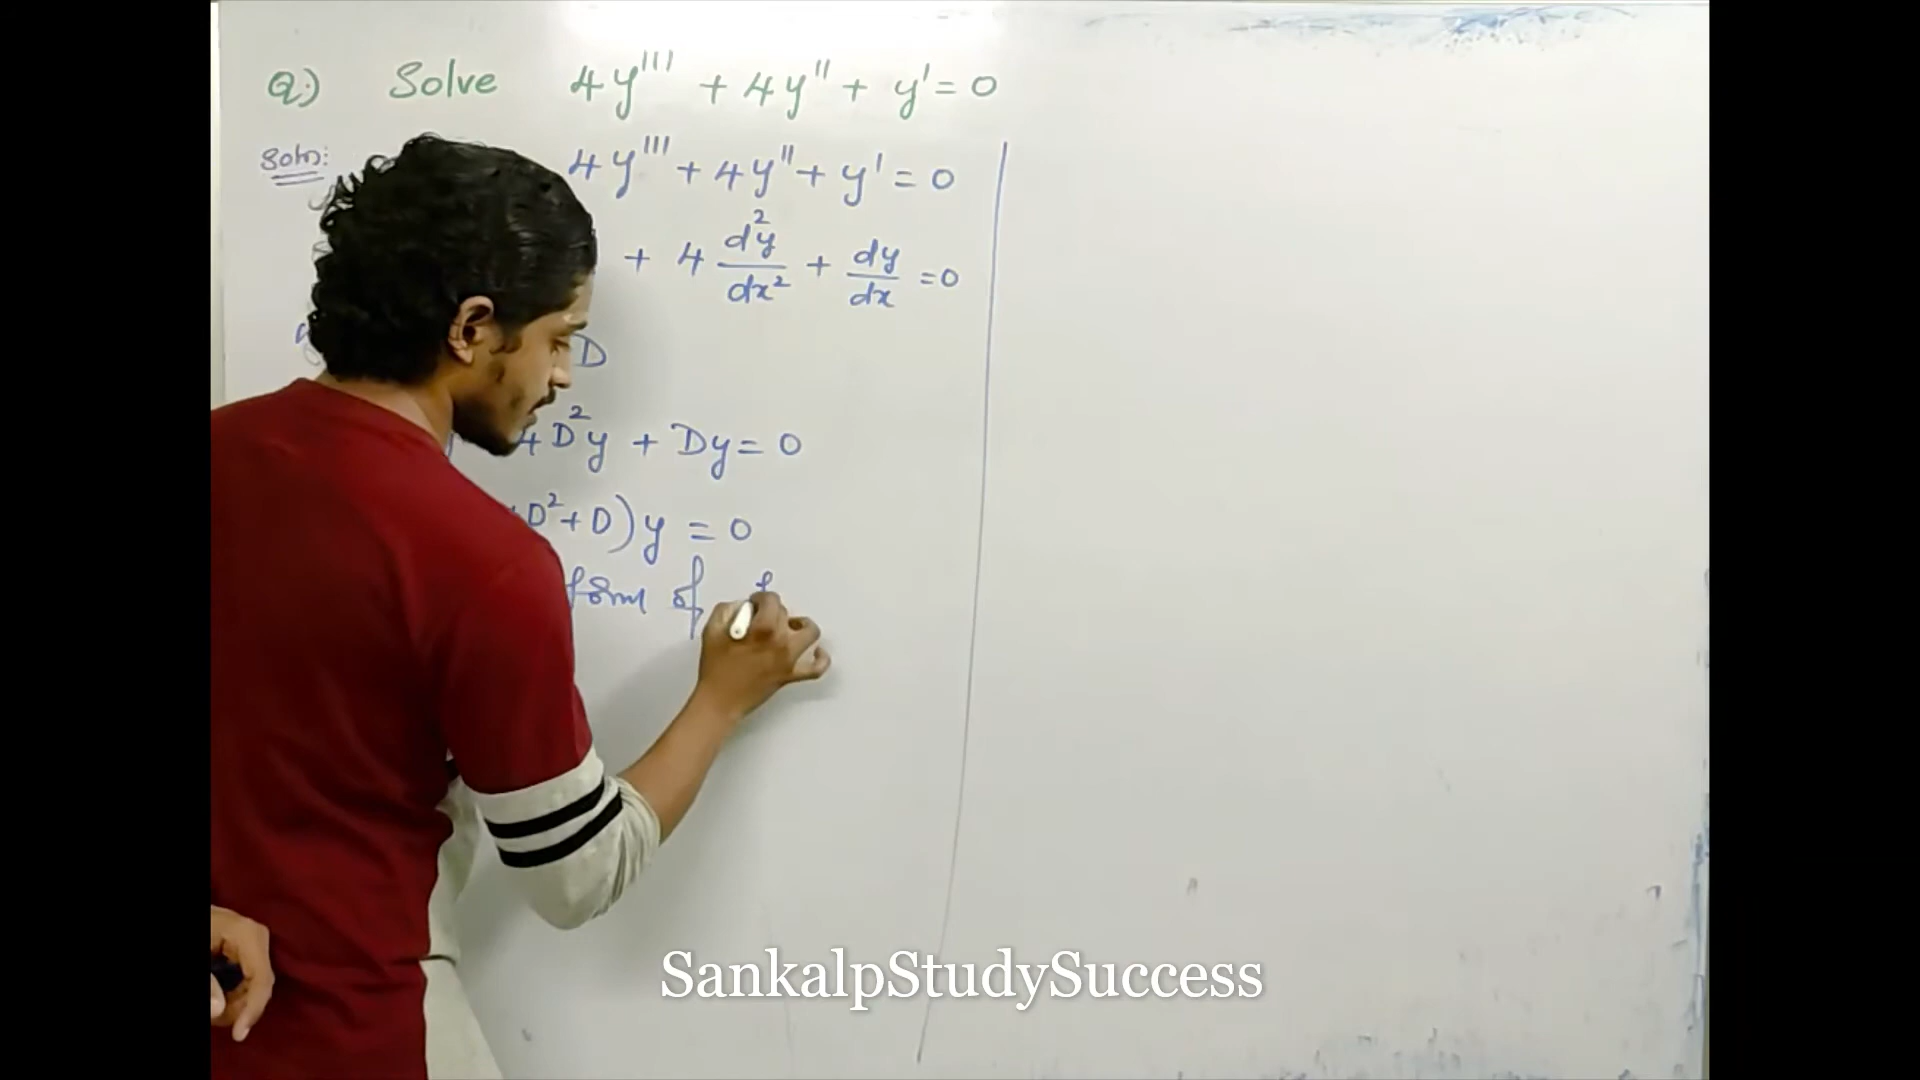 Q.) Solve 4y''' + 4y'' + y' = 0
Soln: 4y''' + 4y'' + y' = 0
+ 4 d²y/dx² + dy/dx = 0
D
4D²y + Dy = 0
D² + D)y = 0
form of f
SankalpStudySuccess